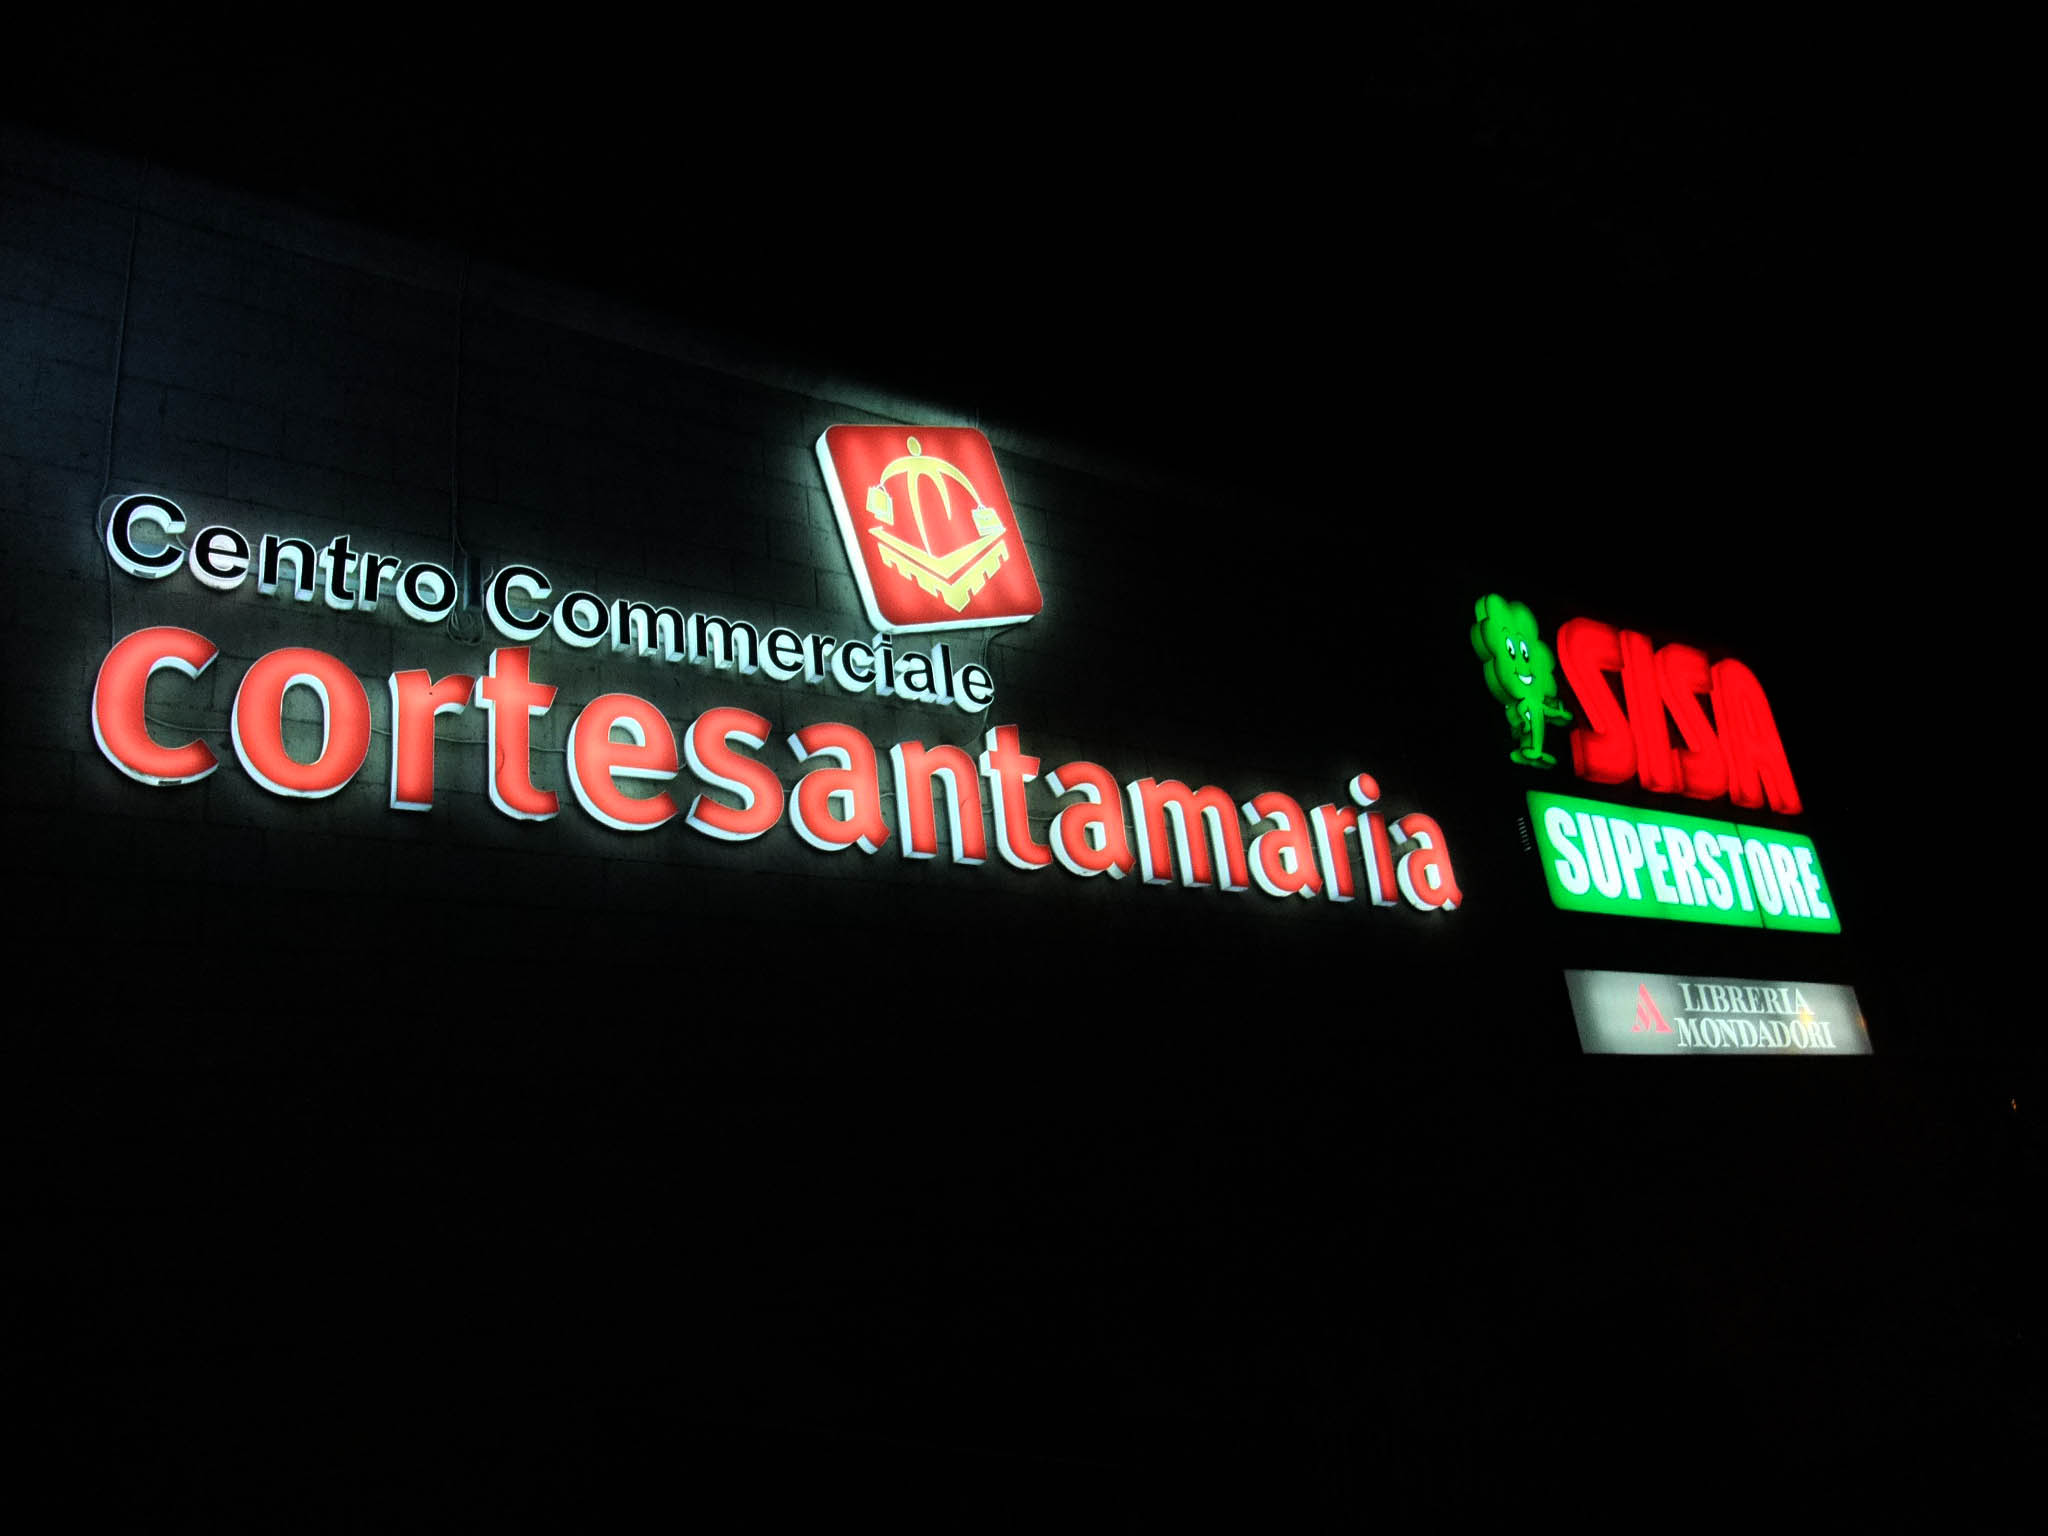 Centro Commerciale
cortesantamaria
SISA
SUPERSTORE
LIBRERIA
MONDADORI